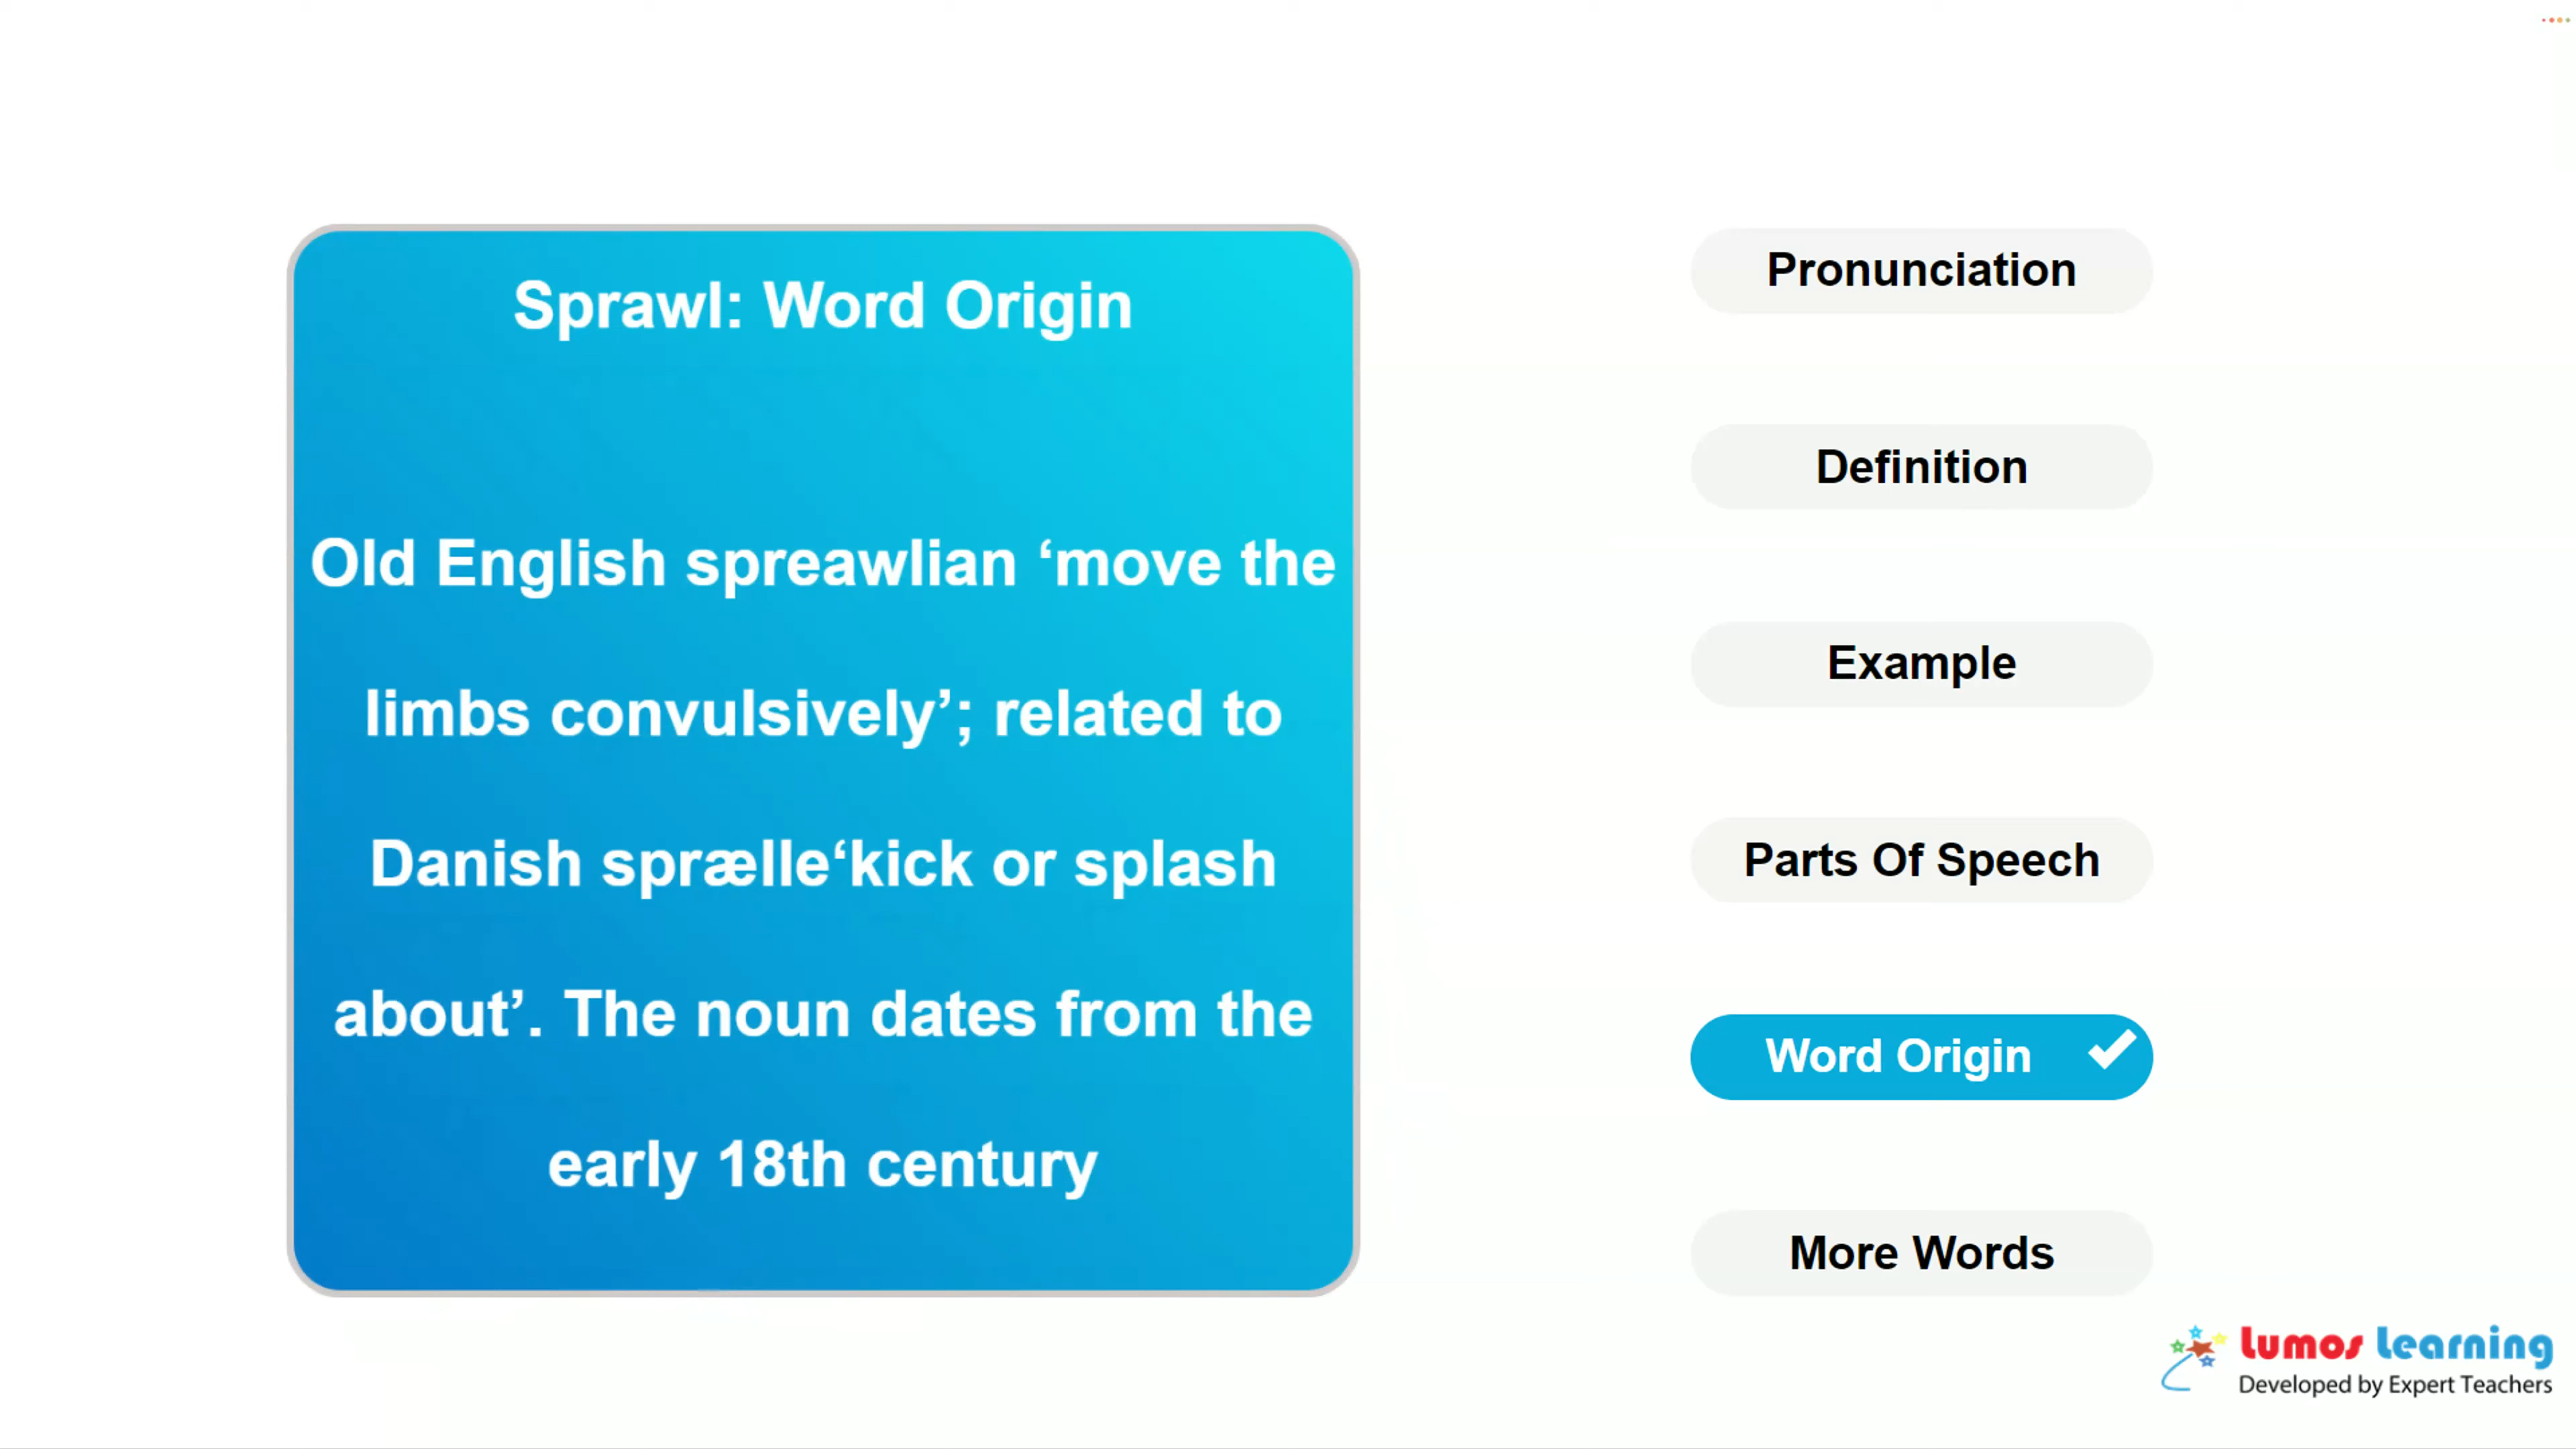 Sprawl: Word Origin
Old English spreawlian ‘move the
limbs convulsively’; related to
Danish sprælle‘kick or splash
about’. The noun dates from the
early 18th century
Pronunciation
Definition
Example
Parts Of Speech
Word Origin
More Words
Lumos Learning
Developed by Expert Teachers